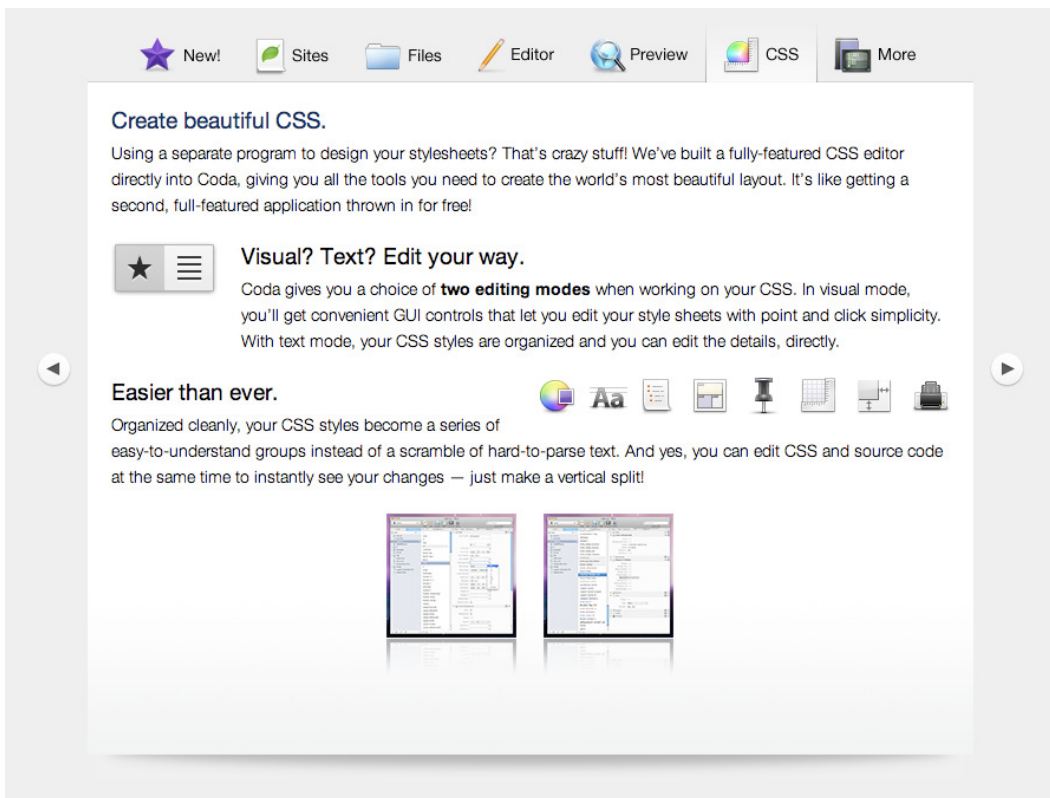 New! Sites Files Editor Preview CSS More
Create beautiful CSS.
Using a separate program to design your stylesheets? That's crazy stuff! We've built a fully-featured CSS editor
directly into Coda, giving you all the tools you need to create the world's most beautiful layout. It's like getting a
second, full-featured application thrown in for free!
Visual? Text? Edit your way.
Coda gives you a choice of two editing modes when working on your CSS. In visual mode,
you'll get convenient GUI controls that let you edit your style sheets with point and click simplicity.
With text mode, your CSS styles are organized and you can edit the details, directly.
Easier than ever.
Aa
Organized cleanly, your CSS styles become a series of
easy-to-understand groups instead of a scramble of hard-to-parse text. And yes, you can edit CSS and source code
at the same time to instantly see your changes — just make a vertical split!